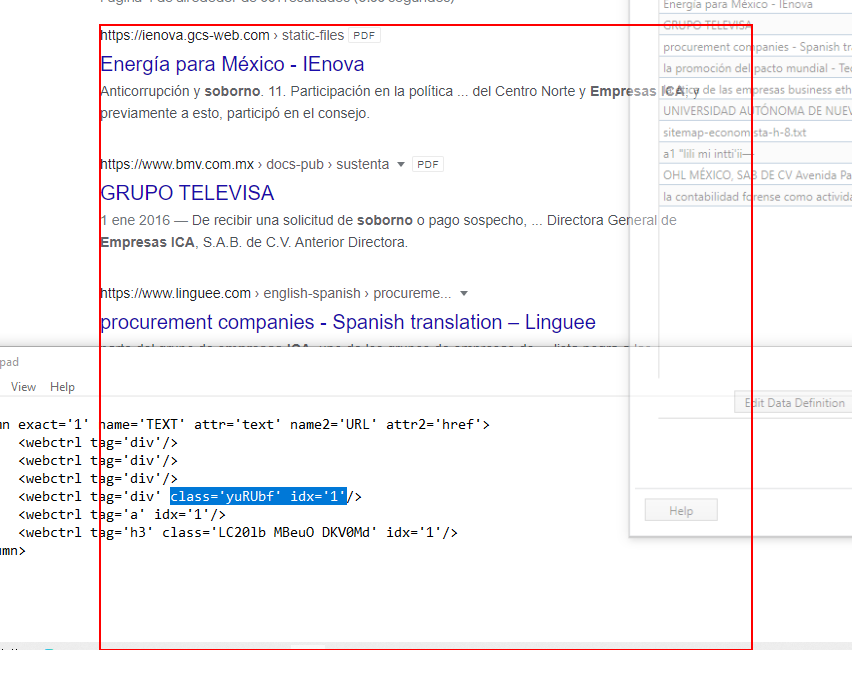 https://ienova.gcs-web.com › static-files PDF
Energía para México - IEnova
Anticorrupción y soborno. 11. Participación en la política ... del Centro Norte y Empresas ICA, y
previamente a esto, participó en el consejo.
https://www.bmv.com.mx › docs-pub › sustenta PDF
GRUPO TELEVISA
1 ene 2016 — De recibir una solicitud de soborno o pago sospecho, ... Directora General de
Empresas ICA, S.A.B. de C.V. Anterior Directora.
https://www.linguee.com › english-spanish › procureme...
procurement companies - Spanish translation – Linguee
Energía para México - IEnova
GRUPO TELEVISA
procurement companies - Spanish tr
la promoción del pacto mundial - Tec
la ética de las empresas business eth
UNIVERSIDAD AUTÓNOMA DE NUEV
sitemap-economista-h-8.txt
a1 "lili mi intti'ii—
OHL MÉXICO, SAB DE CV Avenida Pa
la contabilidad forense como activida
Edit Data Definition
Help
pad
View Help
mn exact='1' name='TEXT' attr='text' name2='URL' attr2='href'>
<webctrl tag='div'/>
<webctrl tag='div'/>
<webctrl tag='div'/>
<webctrl tag='div' class='yuRUbf' idx='1'/>
<webctrl tag='a' idx='1'/>
<webctrl tag='h3' class='LC20lb MBeuO DKV0Md' idx='1'/>
umn>